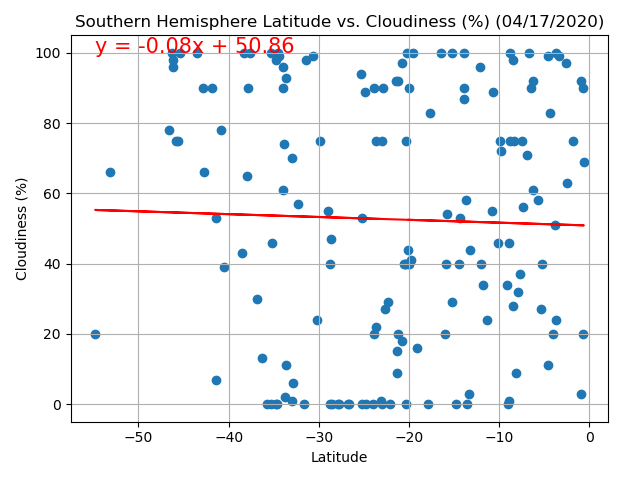 Southern Hemisphere Latitude vs. Cloudiness (%) (04/17/2020)
y = -0.08x + 50.86
100
80
60
40
20
0
Cloudiness (%)
−50 −40 −30 −20 −10 0
Latitude